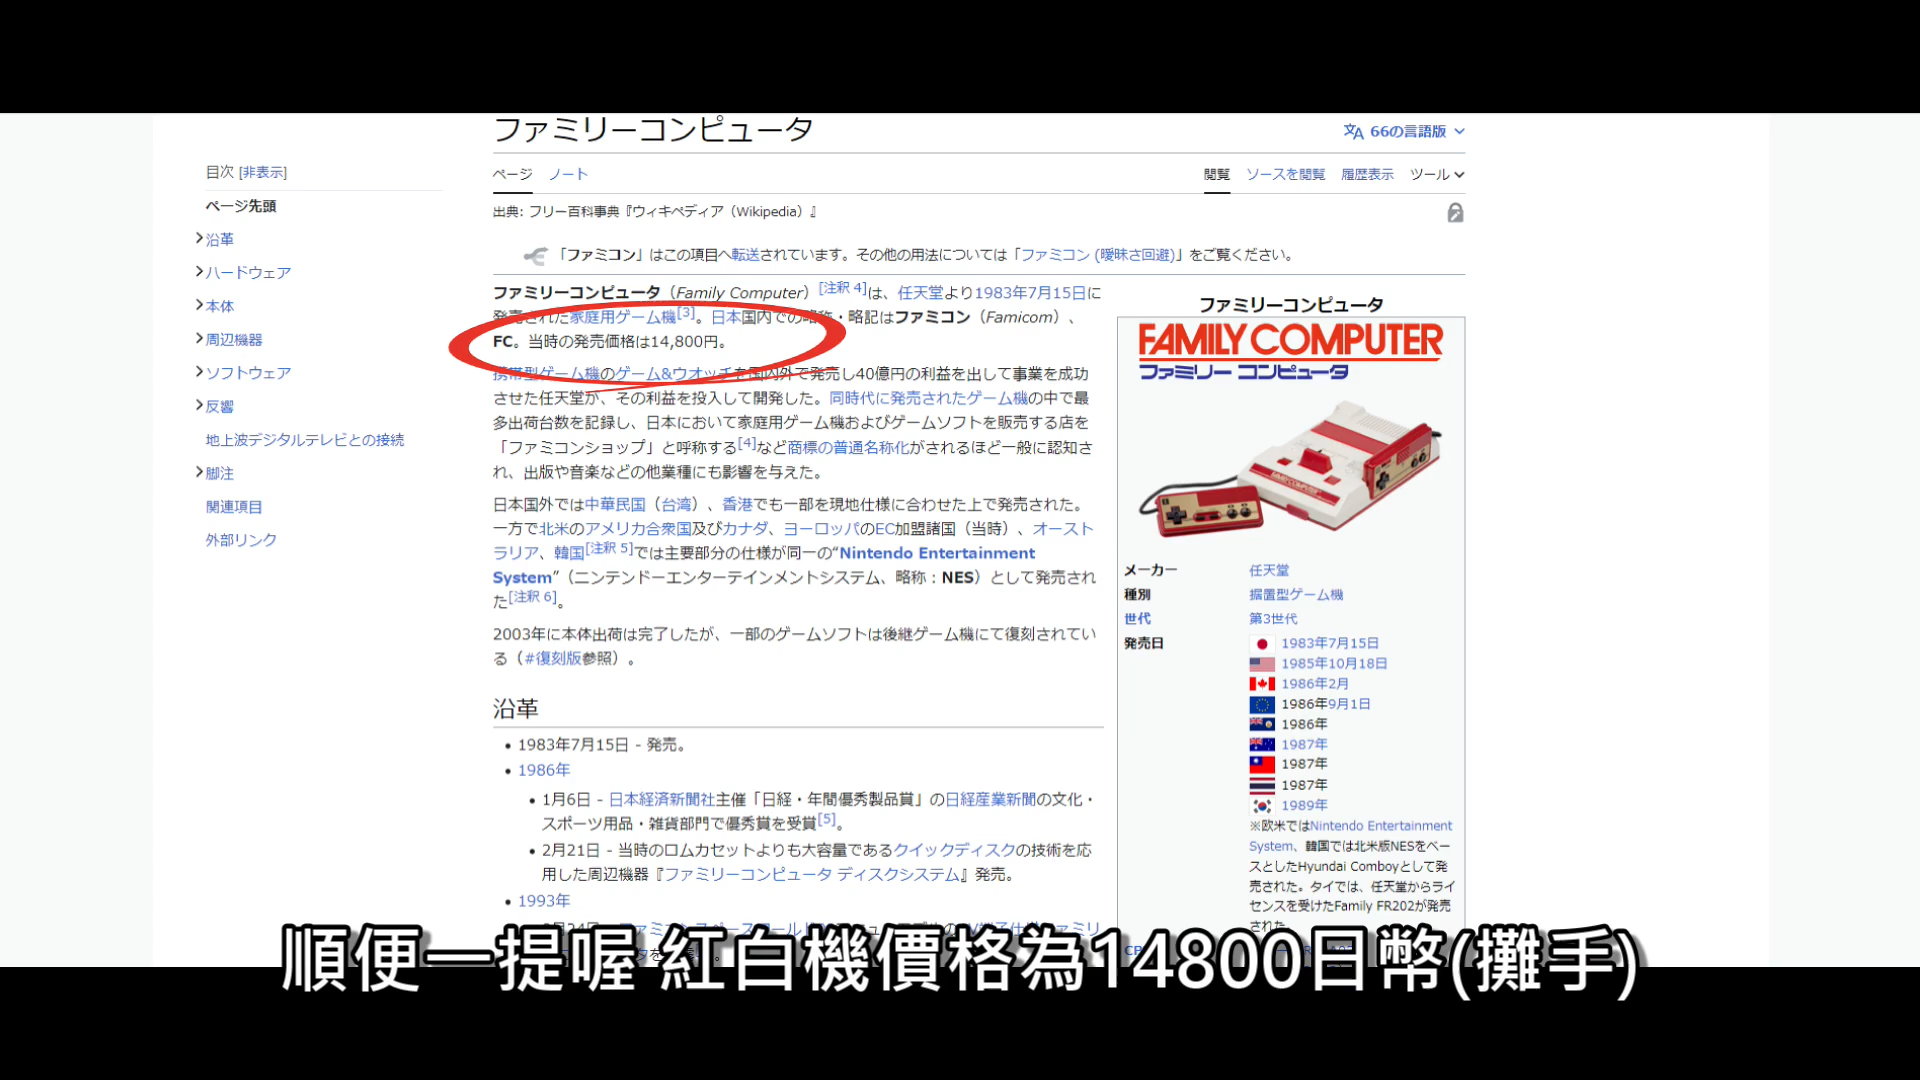 ファミリーコンピュータ
66の言語版
目次 [非表示]
ページ先頭
沿革
ハードウェア
本体
周辺機器
ソフトウェア
反響
地上波デジタルテレビとの接続
脚注
関連項目
外部リンク
ページ ノート
閲覧 ソースを閲覧 履歴表示 ツール
出典: フリー百科事典『ウィキペディア（Wikipedia）』
「ファミコン」はこの項目へ転送されています。その他の用法については「ファミコン (曖昧さ回避)」をご覧ください。
ファミリーコンピュータ（Family Computer）[注釈 4]は、任天堂より1983年7月15日に
発売された家庭用ゲーム機[3]。日本国内での略称・略記はファミコン（Famicom）、
FC。当時の発売価格は14,800円。
携帯型ゲーム機のゲーム&ウオッチを国内外で発売し40億円の利益を出して事業を成功
させた任天堂が、その利益を投入して開発した。同時代に発売されたゲーム機の中で最
多出荷台数を記録し、日本において家庭用ゲーム機およびゲームソフトを販売する店を
「ファミコンショップ」と呼称する[4]など商標の普通名称化がされるほど一般に認知さ
れ、出版や音楽などの他業種にも影響を与えた。
日本国外では中華民国（台湾）、香港でも一部を現地仕様に合わせた上で発売された。
一方で北米のアメリカ合衆国及びカナダ、ヨーロッパのEC加盟諸国（当時）、オースト
ラリア、韓国[注釈 5]では主要部分の仕様が同一の“Nintendo Entertainment
System”（ニンテンドーエンターテインメントシステム、略称：NES）として発売され
た[注釈 6]。
2003年に本体出荷は完了したが、一部のゲームソフトは後継ゲーム機にて復刻されてい
る（#復刻版参照）。
沿革
1983年7月15日 - 発売。
1986年
1月6日 - 日本経済新聞社主催「日経・年間優秀製品賞」の日経産業新聞の文化・
スポーツ用品・雑貨部門で優秀賞を受賞[5]。
2月21日 - 当時のロムカセットよりも大容量であるクイックディスクの技術を応
用した周辺機器『ファミリーコンピュータ ディスクシステム』発売。
1993年
ファミリーコンピュータ
FAMILY COMPUTER
ファミリー コンピュータ
メーカー 任天堂
種別 据置型ゲーム機
世代 第3世代
発売日 1983年7月15日
1985年10月18日
1986年2月
1986年9月1日
1986年
1987年
1987年
1987年
1989年
※欧米ではNintendo Entertainment
System、韓国では北米版NESをベー
スとしたHyundai Comboyとして発
売された。タイでは、任天堂からライ
センスを受けたFamily FR202が発売
された。
順便一提喔 紅白機價格為14800日幣(攤手)